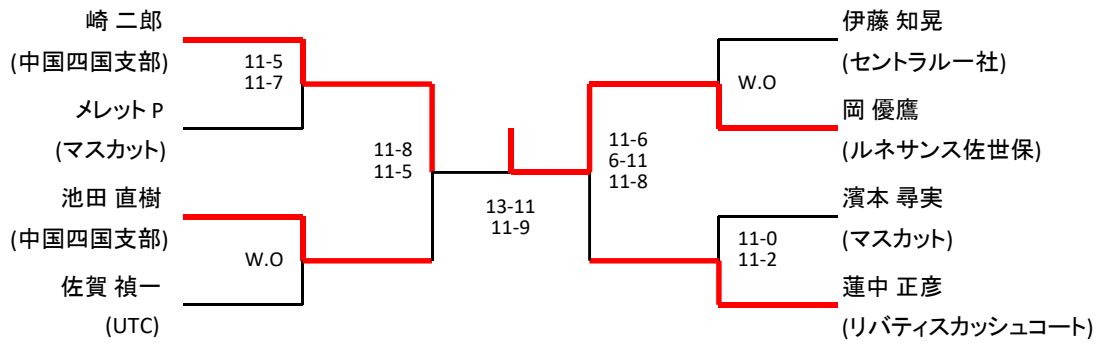 崎 二郎
(中国四国支部)
メレット P
(マスカット)
池田 直樹
(中国四国支部)
佐賀 禎一
(UTC)
11-5
11-7
W.O
11-8
11-5
13-11
11-9
11-6
6-11
11-8
W.O
11-0
11-2
伊藤 知晃
(セントラル一社)
岡 優鷹
(ルネサンス佐世保)
濱本 尋実
(マスカット)
蓮中 正彦
(リバティスカッシュコート)